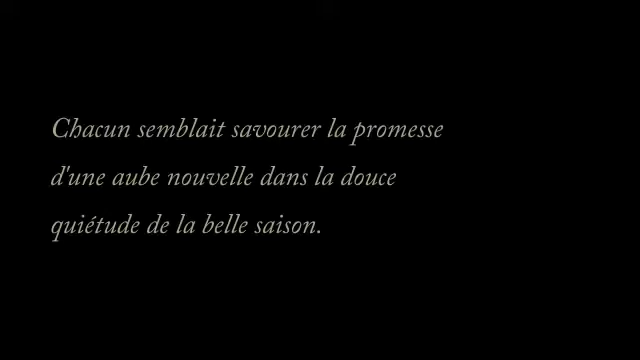 Chacun semblait savourer la promesse
d'une aube nouvelle dans la douce
quiétude de la belle saison.